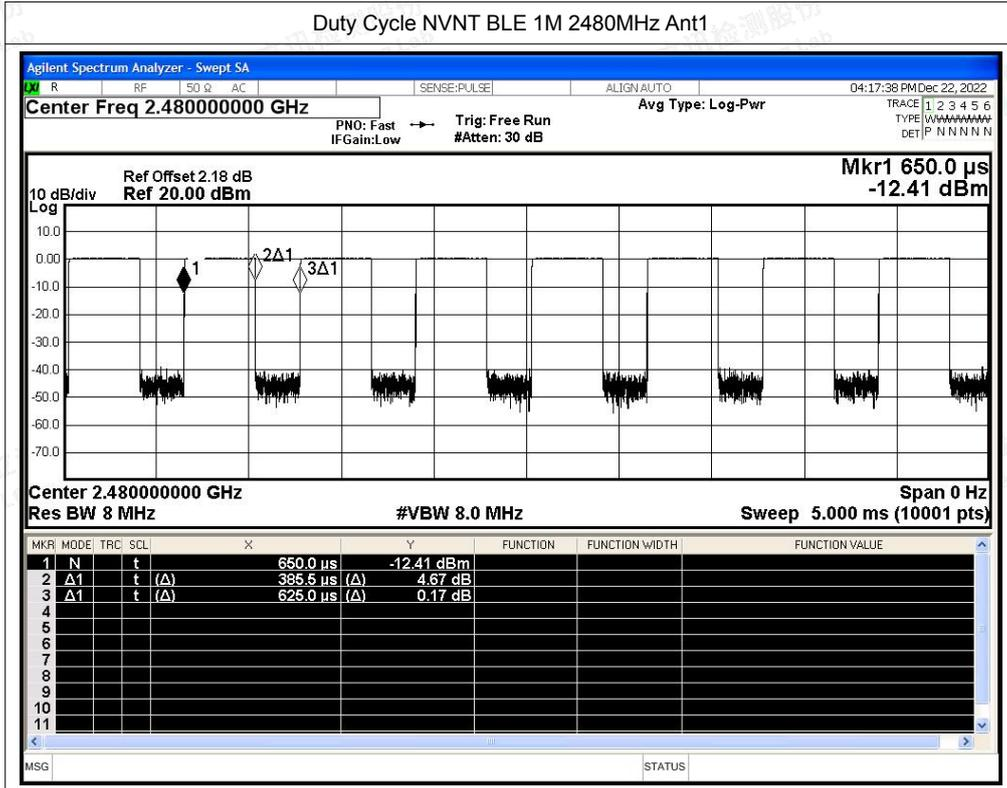 Duty Cycle NVNT BLE 1M 2480MHz Ant1
Agilent Spectrum Analyzer - Swept SA
LXI R RF 50 Ω AC SENSE:PULSE ALIGN AUTO 04:17:38 PM Dec 22, 2022
Center Freq 2.480000000 GHz Avg Type: Log-Pwr TRACE 1 2 3 4 5 6
PNO: Fast Trig: Free Run TYPE
IFGain:Low #Atten: 30 dB DET P N N N N N
Mkr1 650.0 µs
Ref Offset 2.18 dB
-12.41 dBm
10 dB/div Ref 20.00 dBm
Log
10.0
0.00
-10.0
-20.0
-30.0
-40.0
-50.0
-60.0
-70.0
1 2Δ1 3Δ1
Center 2.480000000 GHz Span 0 Hz
Res BW 8 MHz #VBW 8.0 MHz Sweep 5.000 ms (10001 pts)
MKR MODE TRC SCL X Y FUNCTION FUNCTION WIDTH FUNCTION VALUE
1 N t 650.0 µs -12.41 dBm
2 Δ1 t (Δ) 385.5 µs (Δ) 4.67 dB
3 Δ1 t (Δ) 625.0 µs (Δ) 0.17 dB
4
5
6
7
8
9
10
11
MSG STATUS